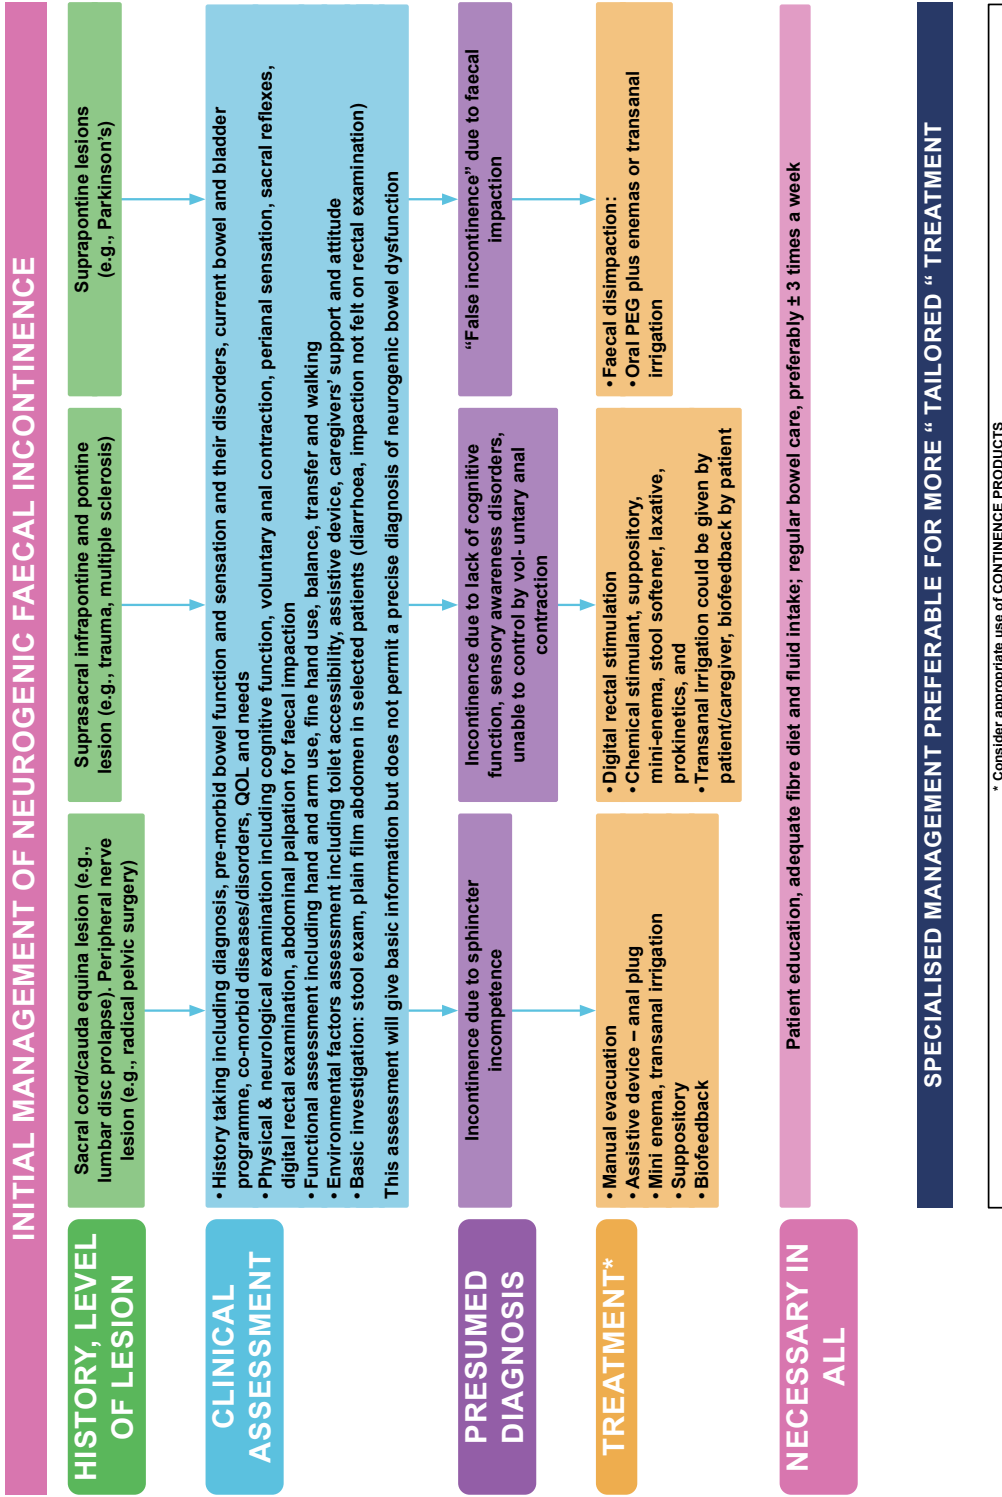 INITIAL MANAGEMENT OF NEUROGENIC FAECAL INCONTINENCE
HISTORY, LEVEL
OF LESION
Sacral cord/cauda equina lesion (e.g.,
lumbar disc prolapse). Peripheral nerve
lesion (e.g., radical pelvic surgery)
Suprasacral infrapontine and pontine
lesion (e.g., trauma, multiple sclerosis)
Suprapontine lesions
(e.g., Parkinson's)
CLINICAL
ASSESSMENT
• History taking including diagnosis, pre-morbid bowel function and sensation and their disorders, current bowel and bladder
programme, co-morbid diseases/disorders, QOL and needs
• Physical & neurological examination including cognitive function, voluntary anal contraction, perianal sensation, sacral reflexes,
digital rectal examination, abdominal palpation for faecal impaction
• Functional assessment including hand and arm use, fine hand use, balance, transfer and walking
• Environmental factors assessment including toilet accessibility, assistive device, caregivers' support and attitude
• Basic investigation: stool exam, plain film abdomen in selected patients (diarrhoea, impaction not felt on rectal examination)
This assessment will give basic information but does not permit a precise diagnosis of neurogenic bowel dysfunction
PRESUMED
DIAGNOSIS
Incontinence due to sphincter
incompetence
Incontinence due to lack of cognitive
function, sensory awareness disorders,
unable to control by vol- untary anal
contraction
“False incontinence” due to faecal
impaction
TREATMENT*
• Manual evacuation
• Assistive device – anal plug
• Mini enema, transanal irrigation
• Suppository
• Biofeedback
• Digital rectal stimulation
• Chemical stimulant, suppository,
mini-enema, stool softener, laxative,
prokinetics, and
• Transanal irrigation could be given by
patient/caregiver, biofeedback by patient
• Faecal disimpaction:
• Oral PEG plus enemas or transanal
irrigation
NECESSARY IN
ALL
Patient education, adequate fibre diet and fluid intake; regular bowel care, preferably ± 3 times a week
SPECIALISED MANAGEMENT PREFERABLE FOR MORE “ TAILORED “ TREATMENT
* Consider appropriate use of CONTINENCE PRODUCTS